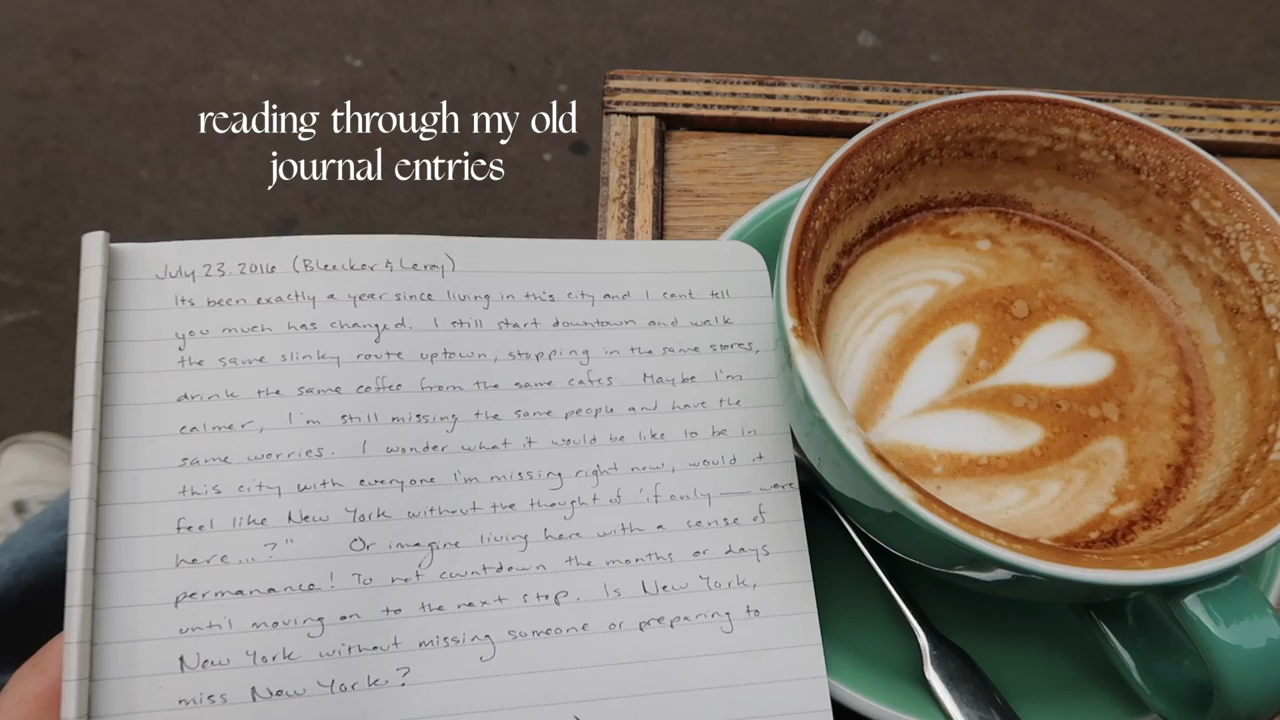 reading through my old
journal entries
July 23. 2016 (Bleecker & Leroy)
Its been exactly a year since living in this city and I cant tell
you much has changed. I still start downtown and walk
the same slinky route uptown, stopping in the same stores,
drink the same coffee from the same cafes. Maybe I'm
calmer, I'm still missing the same people and have the
same worries. I wonder what it would be like to be in
this city with everyone I'm missing right now, would it
feel like New York without the thought of 'if only — were
here...?" Or imagine living here with a sense of
permanance! To not countdown the months or days
until moving on to the next stop. Is New York,
New York without missing someone or preparing to
miss New York?